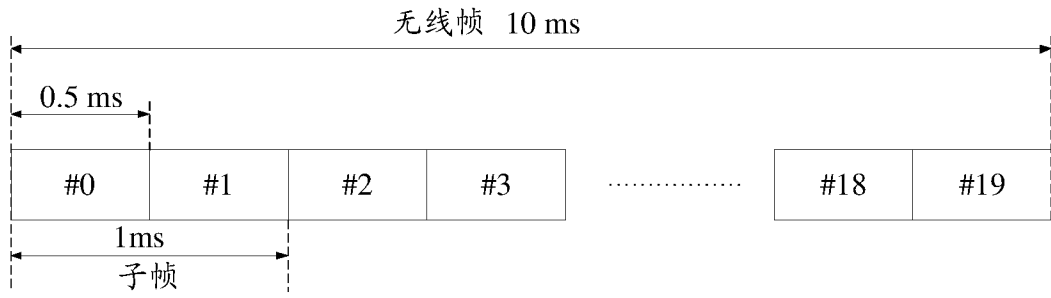 无线帧 10 ms
0.5 ms
#0 #1 #2 #3 ................. #18 #19
1ms
子帧